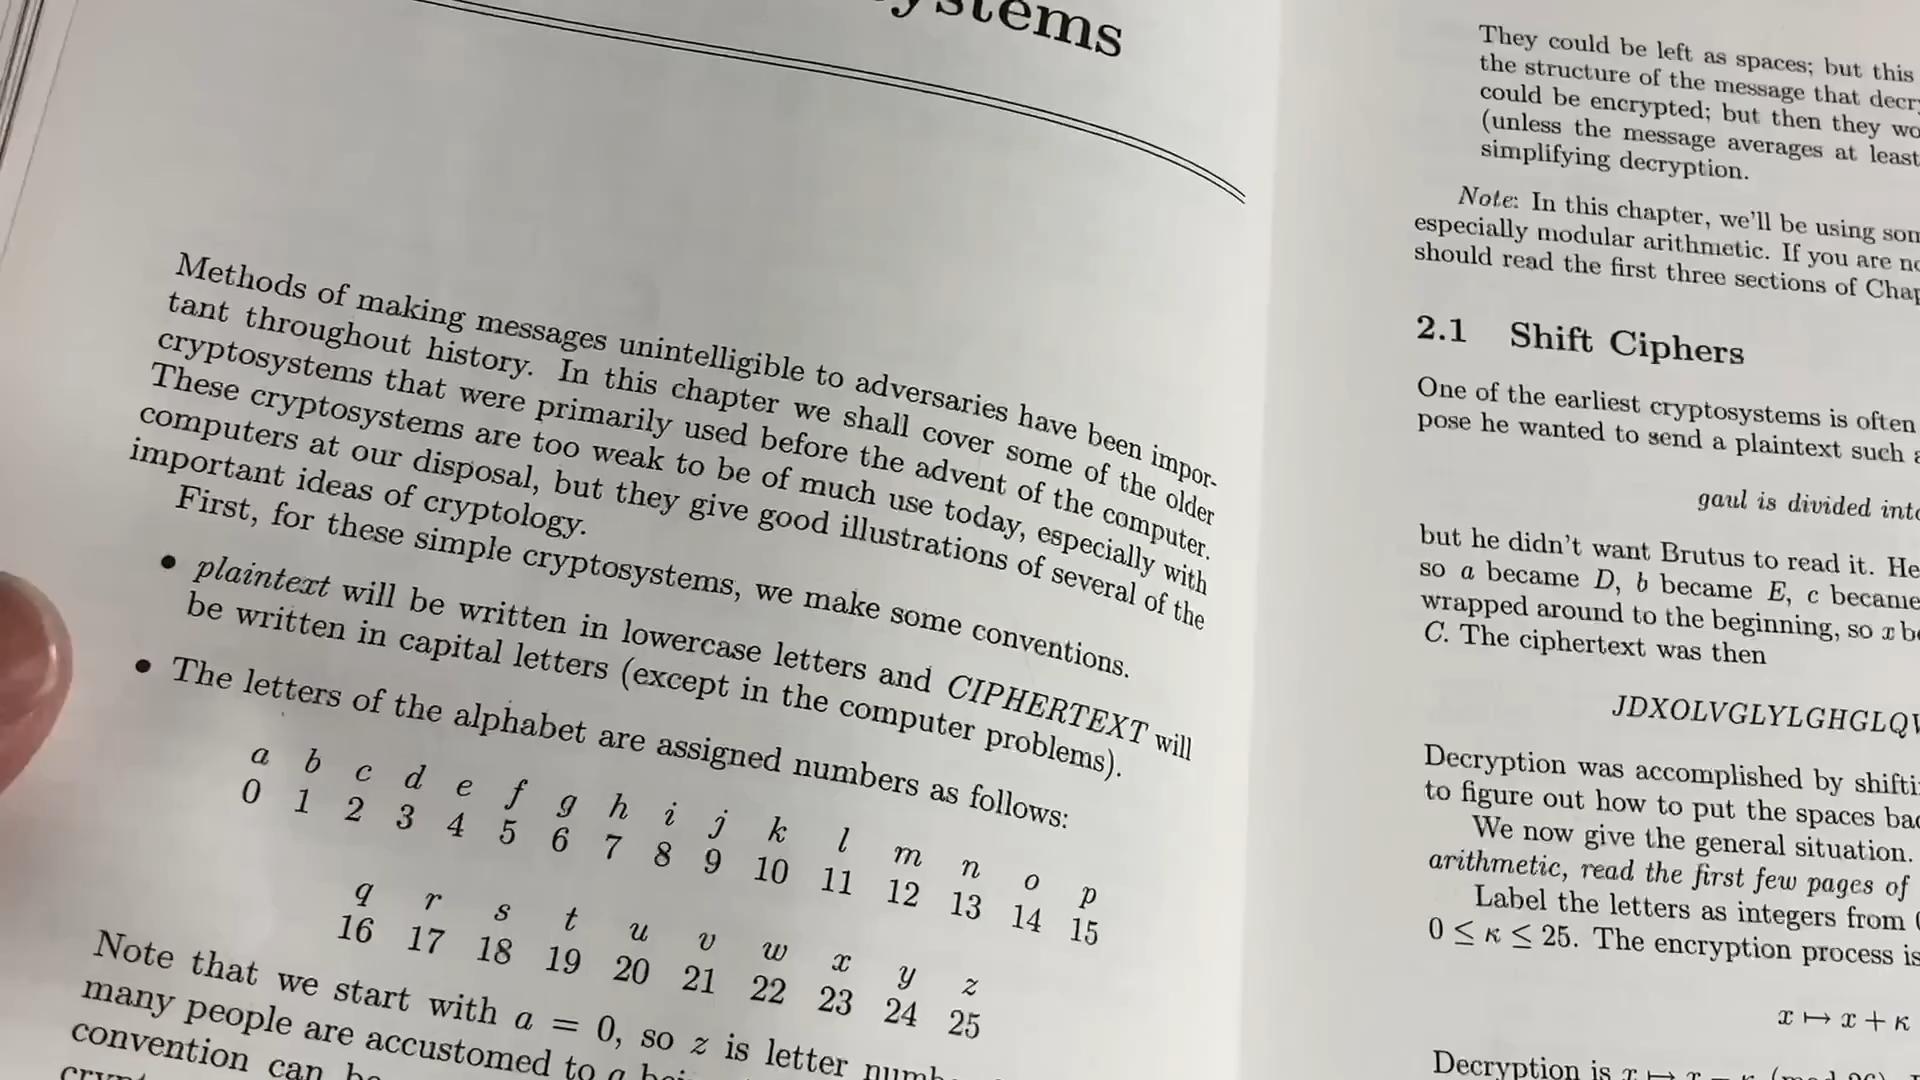 Methods of making messages unintelligible to adversaries have been impor-
tant throughout history. In this chapter we shall cover some of the older
cryptosystems that were primarily used before the advent of the computer.
These cryptosystems are too weak to be of much use today, especially with
computers at our disposal, but they give good illustrations of several of the
important ideas of cryptology.
First, for these simple cryptosystems, we make some conventions.
• plaintext will be written in lowercase letters and CIPHERTEXT will
be written in capital letters (except in the computer problems).
• The letters of the alphabet are assigned numbers as follows:
a b c d e f g h i j k l m n o p
0 1 2 3 4 5 6 7 8 9 10 11 12 13 14 15
q r s t u v w x y z
16 17 18 19 20 21 22 23 24 25
Note that we start with a = 0, so z is letter
many people are accustomed to a
convention can
They could be left as spaces; but this
the structure of the message that
could be encrypted; but then they
(unless the message averages at least
simplifying decryption.
Note: In this chapter, we'll be using
especially modular arithmetic. If you are
should read the first three sections of
2.1 Shift Ciphers
One of the earliest cryptosystems is often
pose he wanted to send a plaintext such
gaul is divided
but he didn't want Brutus to read it. He
so a became D, b became E, c became
wrapped around to the beginning, so x
C. The ciphertext was then
JDXOLVGLYLGHGLQ
Decryption was accomplished by
to figure out how to put the spaces
We now give the general situation.
arithmetic, read the first few pages of
Label the letters as integers from
0 ≤ κ ≤ 25. The encryption process is
x ↦ x + κ
Decryption is x ↦ x − κ